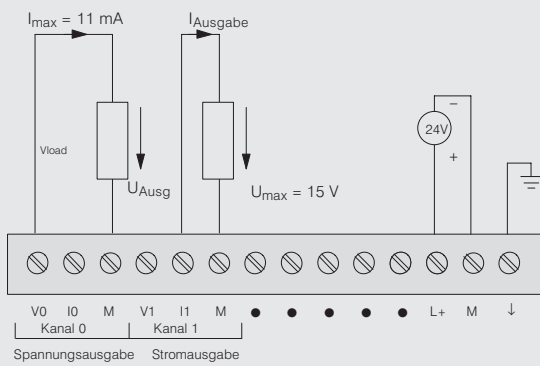 Imax = 11 mA
IAusgabe
Vload
UAusg
Umax = 15 V
24V
−
+
V0 I0 M V1 I1 M ● ● ● ● ● L+ M ↓
Kanal 0 Kanal 1
Spannungsausgabe Stromausgabe